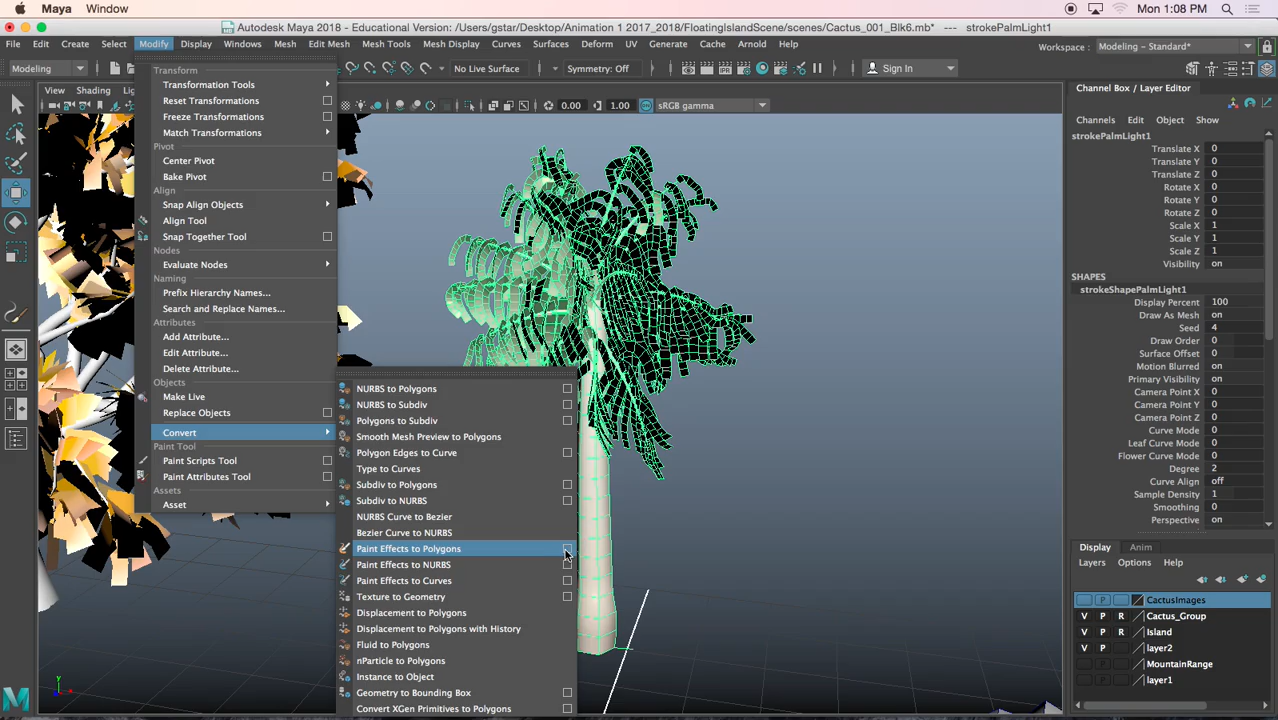 Maya Window Mon 1:08 PM
Autodesk Maya 2018 - Educational Version: /Users/gstar/Desktop/Animation 1 2017_2018/FloatingIslandScene/scenes/Cactus_001_Blk6.mb* --- strokePalmLight1
File Edit Create Select Modify Display Windows Mesh Edit Mesh Mesh Tools Mesh Display Curves Surfaces Deform UV Generate Cache Arnold Help Workspace : Modeling - Standard*
Modeling No Live Surface Symmetry: Off Sign In
View Shading 0.00 1.00 sRGB gamma
Transform
Transformation Tools
Reset Transformations
Freeze Transformations
Match Transformations
Pivot
Center Pivot
Bake Pivot
Align
Snap Align Objects
Align Tool
Snap Together Tool
Nodes
Evaluate Nodes
Naming
Prefix Hierarchy Names...
Search and Replace Names...
Attributes
Add Attribute...
Edit Attribute...
Delete Attribute...
Objects
Make Live
Replace Objects
Convert
Paint Tool
Paint Scripts Tool
Paint Attributes Tool
Assets
Asset
NURBS to Polygons
NURBS to Subdiv
Polygons to Subdiv
Smooth Mesh Preview to Polygons
Polygon Edges to Curve
Type to Curves
Subdiv to Polygons
Subdiv to NURBS
NURBS Curve to Bezier
Bezier Curve to NURBS
Paint Effects to Polygons
Paint Effects to NURBS
Paint Effects to Curves
Texture to Geometry
Displacement to Polygons
Displacement to Polygons with History
Fluid to Polygons
nParticle to Polygons
Instance to Object
Geometry to Bounding Box
Convert XGen Primitives to Polygons
Channel Box / Layer Editor
Channels Edit Object Show
strokePalmLight1
Translate X 0
Translate Y 0
Translate Z 0
Rotate X 0
Rotate Y 0
Rotate Z 0
Scale X 1
Scale Y 1
Scale Z 1
Visibility on
SHAPES
strokeShapePalmLight1
Display Percent 100
Draw As Mesh on
Seed 4
Draw Order 0
Surface Offset 0
Motion Blurred on
Primary Visibility on
Camera Point X 0
Camera Point Y 0
Camera Point Z 0
Curve Mode 0
Leaf Curve Mode 0
Flower Curve Mode 0
Degree 2
Curve Align off
Sample Density 1
Smoothing 0
Perspective on
Display Anim
Layers Options Help
P CactusImages
V P R Cactus_Group
V P R Island
V P layer2
MountainRange
layer1
y